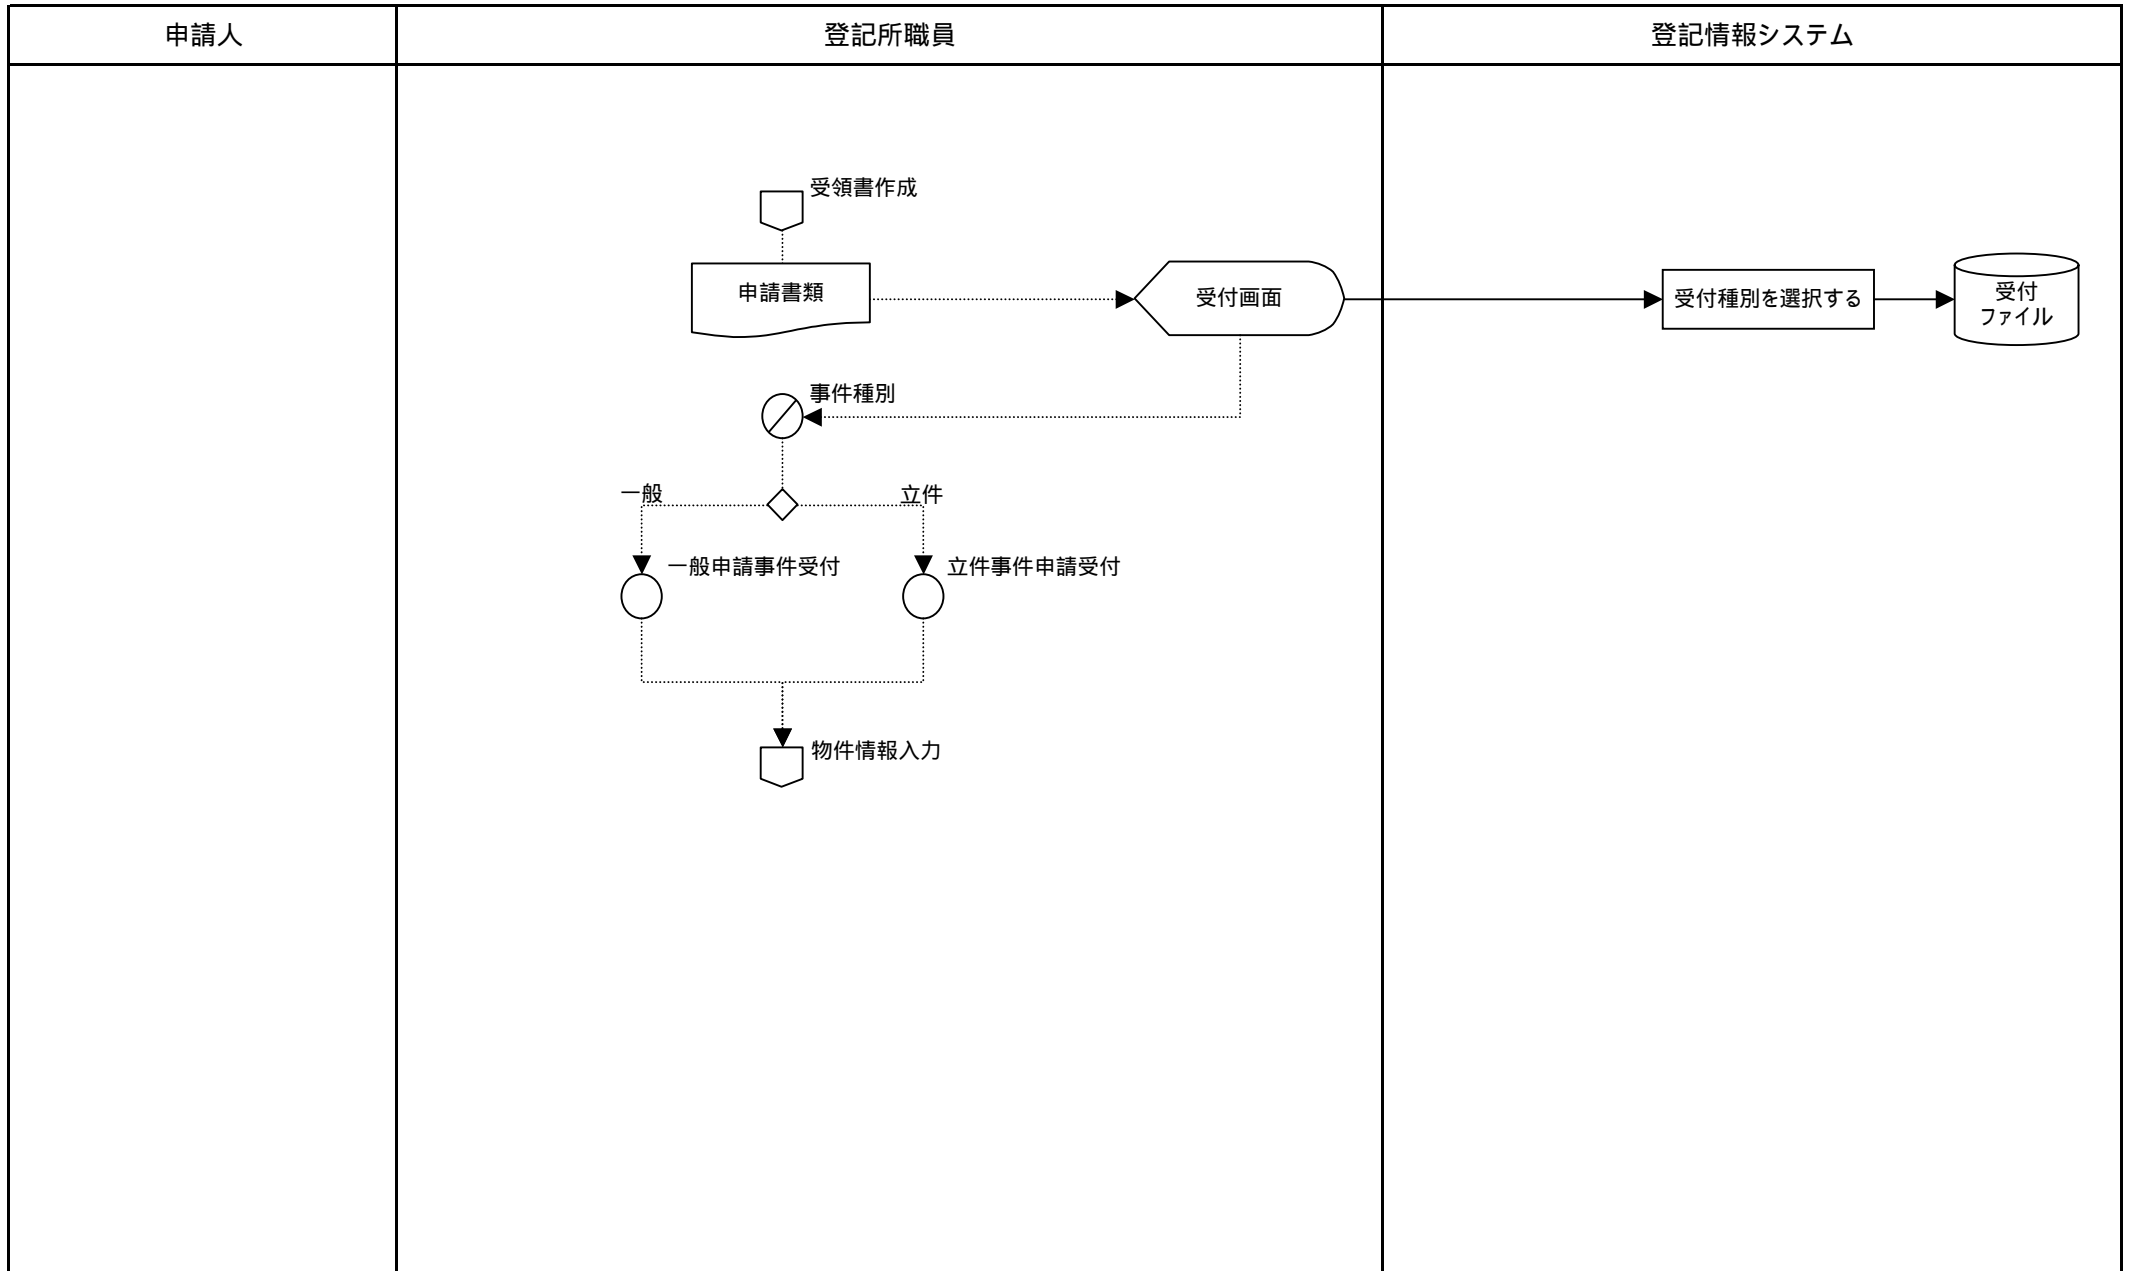 申請人
登記所職員
登記情報システム
受領書作成
申請書類
受付画面
受付種別を選択する
受付
ファイル
事件種別
一般
立件
一般申請事件受付
立件事件申請受付
物件情報入力